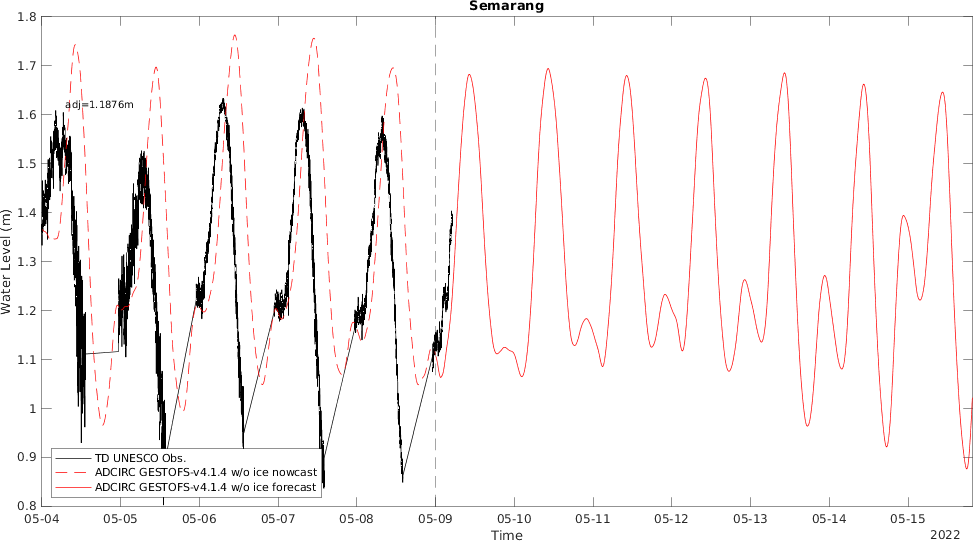 Semarang
1.8
1.7
1.6
1.5
1.4
1.3
1.2
1.1
1
0.9
0.8
Water Level (m)
adj=1.1876m
TD UNESCO Obs.
ADCIRC GESTOFS-v4.1.4 w/o ice nowcast
ADCIRC GESTOFS-v4.1.4 w/o ice forecast
05-04 05-05 05-06 05-07 05-08 05-09 05-10 05-11 05-12 05-13 05-14 05-15
Time
2022